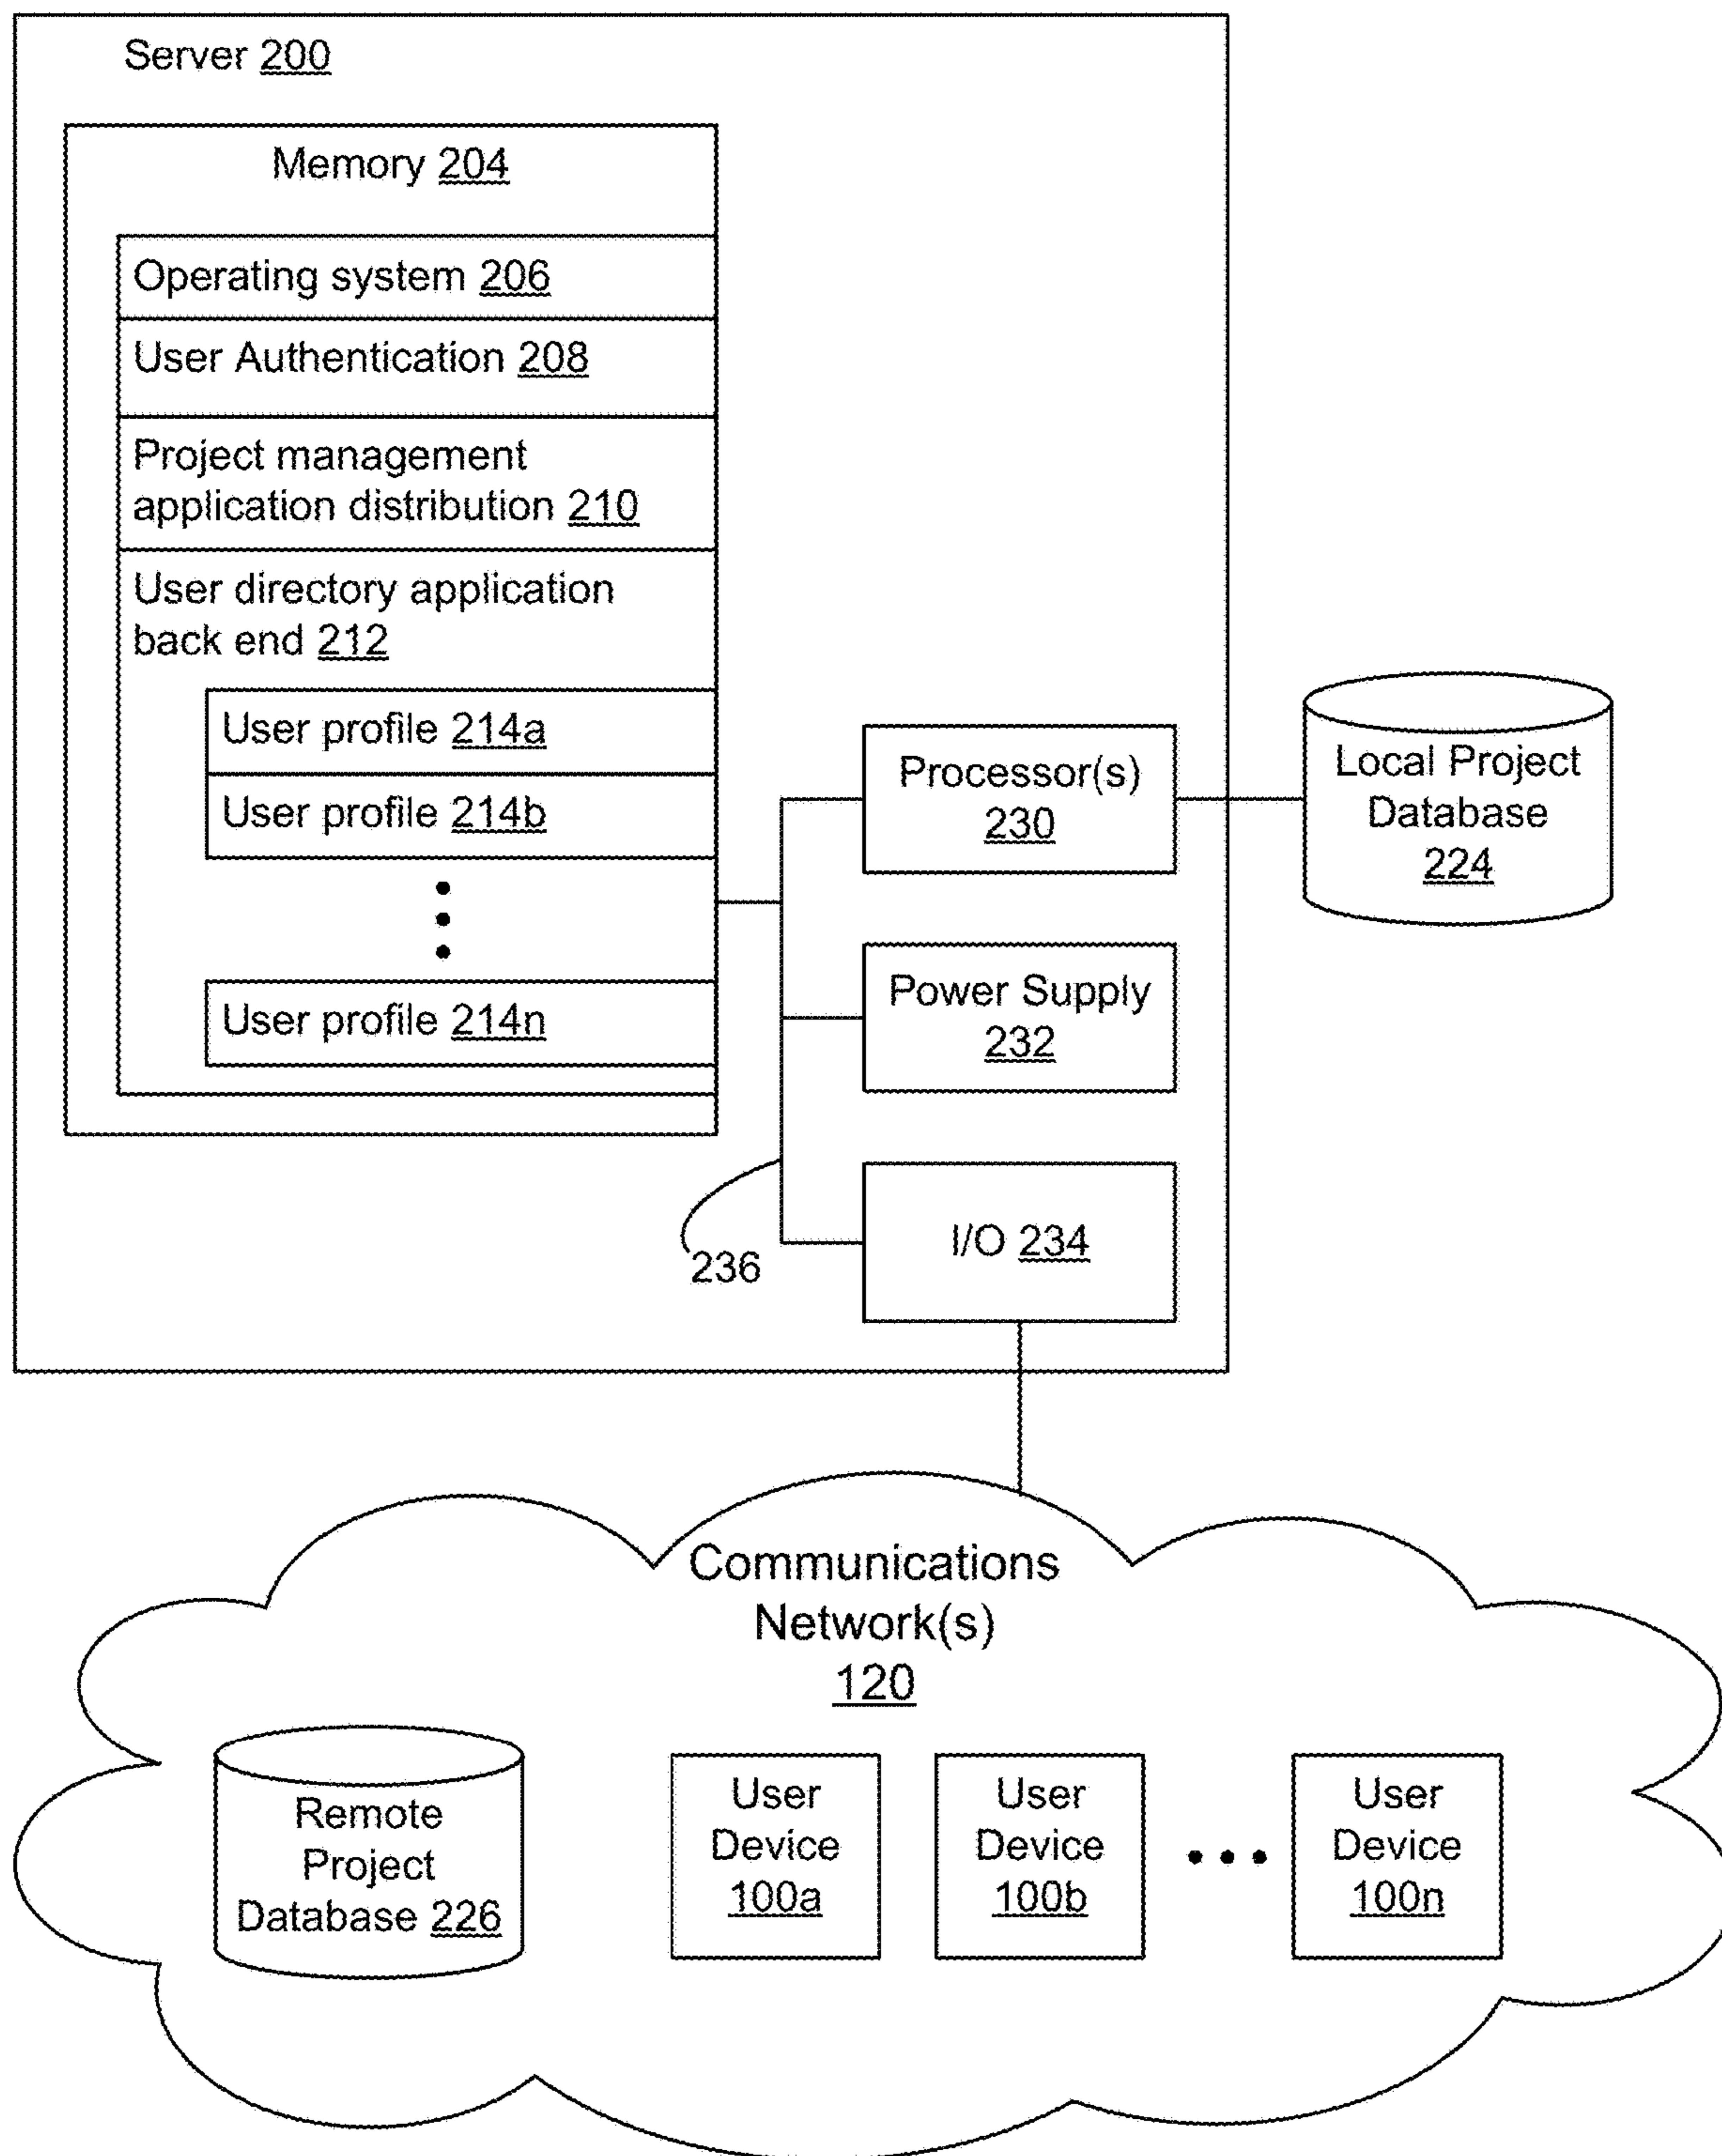 Server 200
Memory 204
Operating system 206
User Authentication 208
Project management
application distribution 210
User directory application
back end 212
User profile 214a
User profile 214b
User profile 214n
Processor(s)
230
Power Supply
232
I/O 234
236
Local Project
Database
224
Communications
Network(s)
120
Remote
Project
Database 226
User
Device
100a
User
Device
100b
User
Device
100n